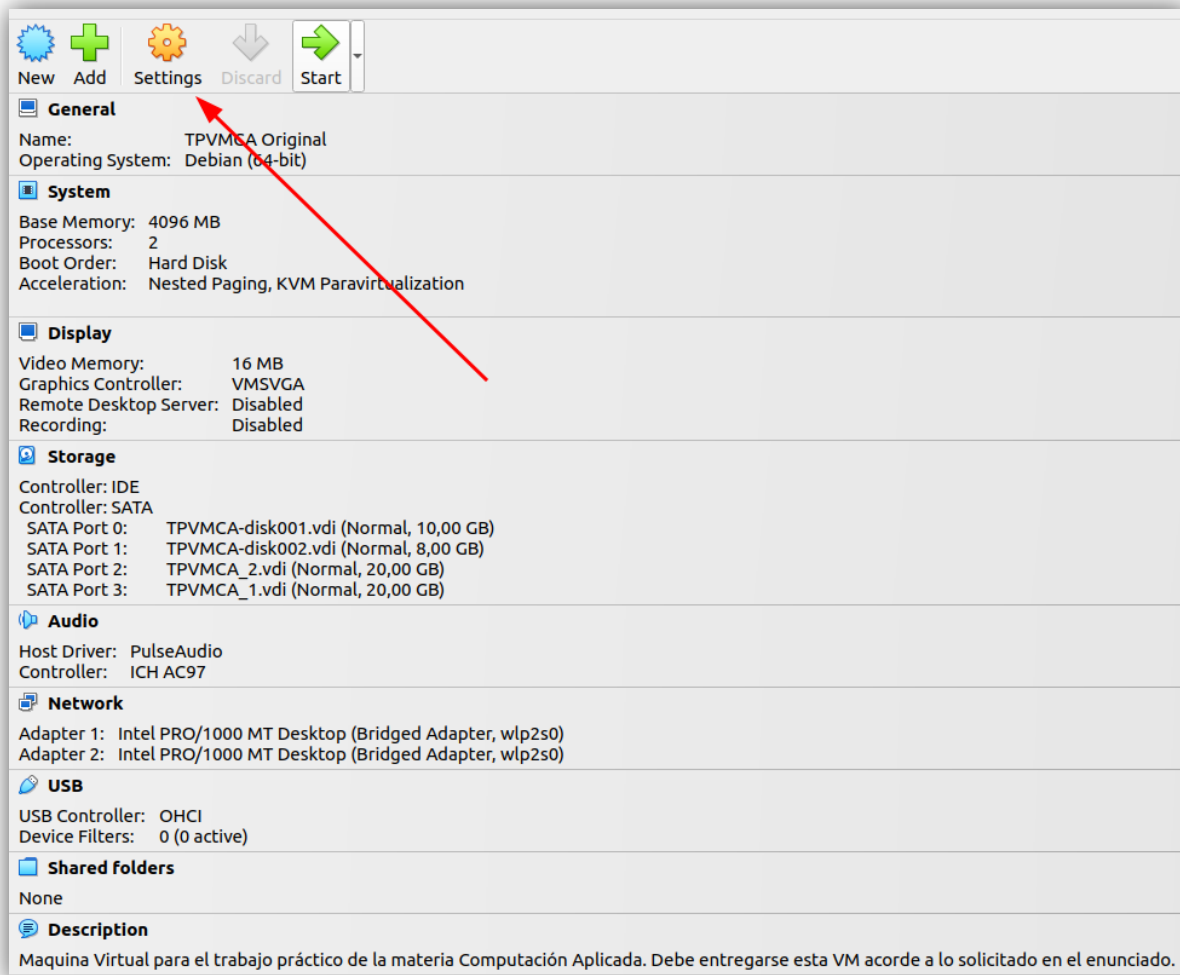 New Add Settings Discard Start
General
Name: TPVMCA Original
Operating System: Debian (64-bit)
System
Base Memory: 4096 MB
Processors: 2
Boot Order: Hard Disk
Acceleration: Nested Paging, KVM Paravirtualization
Display
Video Memory: 16 MB
Graphics Controller: VMSVGA
Remote Desktop Server: Disabled
Recording: Disabled
Storage
Controller: IDE
Controller: SATA
SATA Port 0: TPVMCA-disk001.vdi (Normal, 10,00 GB)
SATA Port 1: TPVMCA-disk002.vdi (Normal, 8,00 GB)
SATA Port 2: TPVMCA_2.vdi (Normal, 20,00 GB)
SATA Port 3: TPVMCA_1.vdi (Normal, 20,00 GB)
Audio
Host Driver: PulseAudio
Controller: ICH AC97
Network
Adapter 1: Intel PRO/1000 MT Desktop (Bridged Adapter, wlp2s0)
Adapter 2: Intel PRO/1000 MT Desktop (Bridged Adapter, wlp2s0)
USB
USB Controller: OHCI
Device Filters: 0 (0 active)
Shared folders
None
Description
Maquina Virtual para el trabajo práctico de la materia Computación Aplicada. Debe entregarse esta VM acorde a lo solicitado en el enunciado.